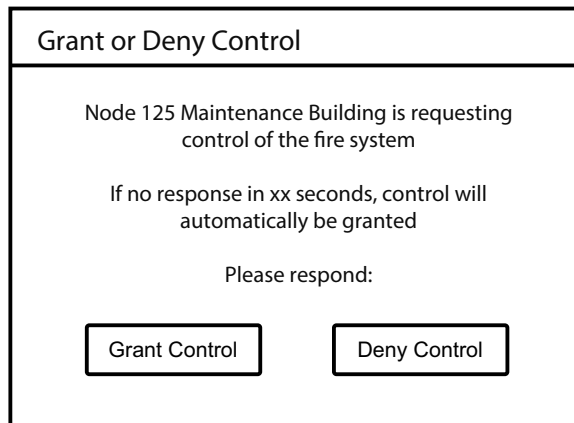 Grant or Deny Control
Node 125 Maintenance Building is requesting
control of the fire system
If no response in xx seconds, control will
automatically be granted
Please respond:
Grant Control
Deny Control